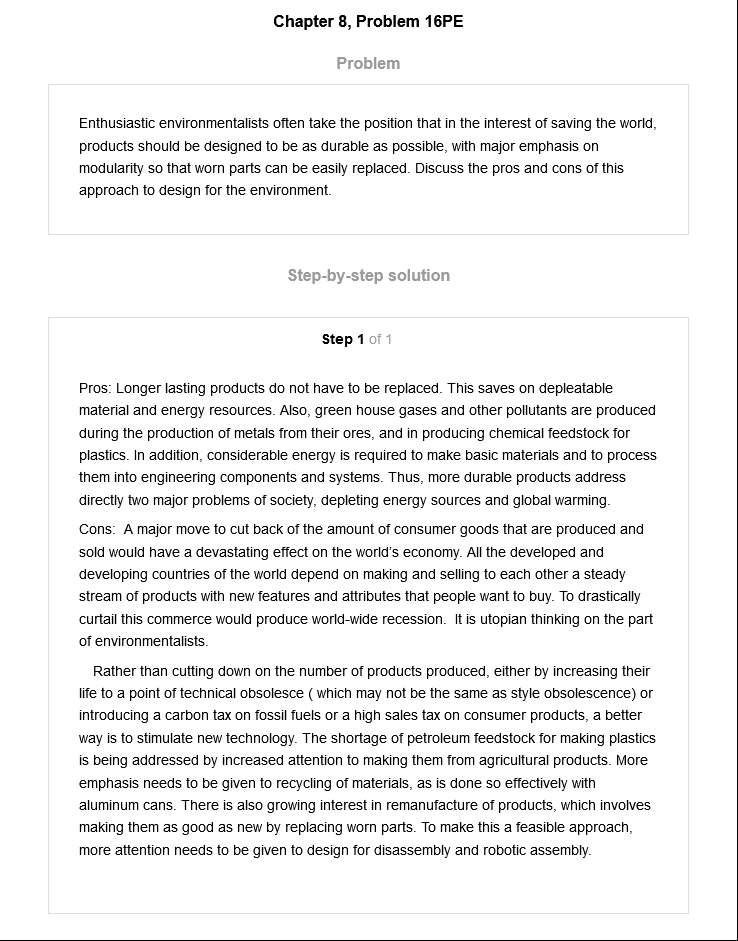 Chapter 8, Problem 16PE
Problem
Enthusiastic environmentalists often take the position that in the interest of saving the world,
products should be designed to be as durable as possible, with major emphasis on
modularity so that worn parts can be easily replaced. Discuss the pros and cons of this
approach to design for the environment.
Step-by-step solution
Step 1 of 1
Pros: Longer lasting products do not have to be replaced. This saves on depleatable
material and energy resources. Also, green house gases and other pollutants are produced
during the production of metals from their ores, and in producing chemical feedstock for
plastics. In addition, considerable energy is required to make basic materials and to process
them into engineering components and systems. Thus, more durable products address
directly two major problems of society, depleting energy sources and global warming.
Cons:  A major move to cut back of the amount of consumer goods that are produced and
sold would have a devastating effect on the world's economy. All the developed and
developing countries of the world depend on making and selling to each other a steady
stream of products with new features and attributes that people want to buy. To drastically
curtail this commerce would produce world-wide recession.  It is utopian thinking on the part
of environmentalists.
Rather than cutting down on the number of products produced, either by increasing their
life to a point of technical obsolesce ( which may not be the same as style obsolescence) or
introducing a carbon tax on fossil fuels or a high sales tax on consumer products, a better
way is to stimulate new technology. The shortage of petroleum feedstock for making plastics
is being addressed by increased attention to making them from agricultural products. More
emphasis needs to be given to recycling of materials, as is done so effectively with
aluminum cans. There is also growing interest in remanufacture of products, which involves
making them as good as new by replacing worn parts. To make this a feasible approach,
more attention needs to be given to design for disassembly and robotic assembly.